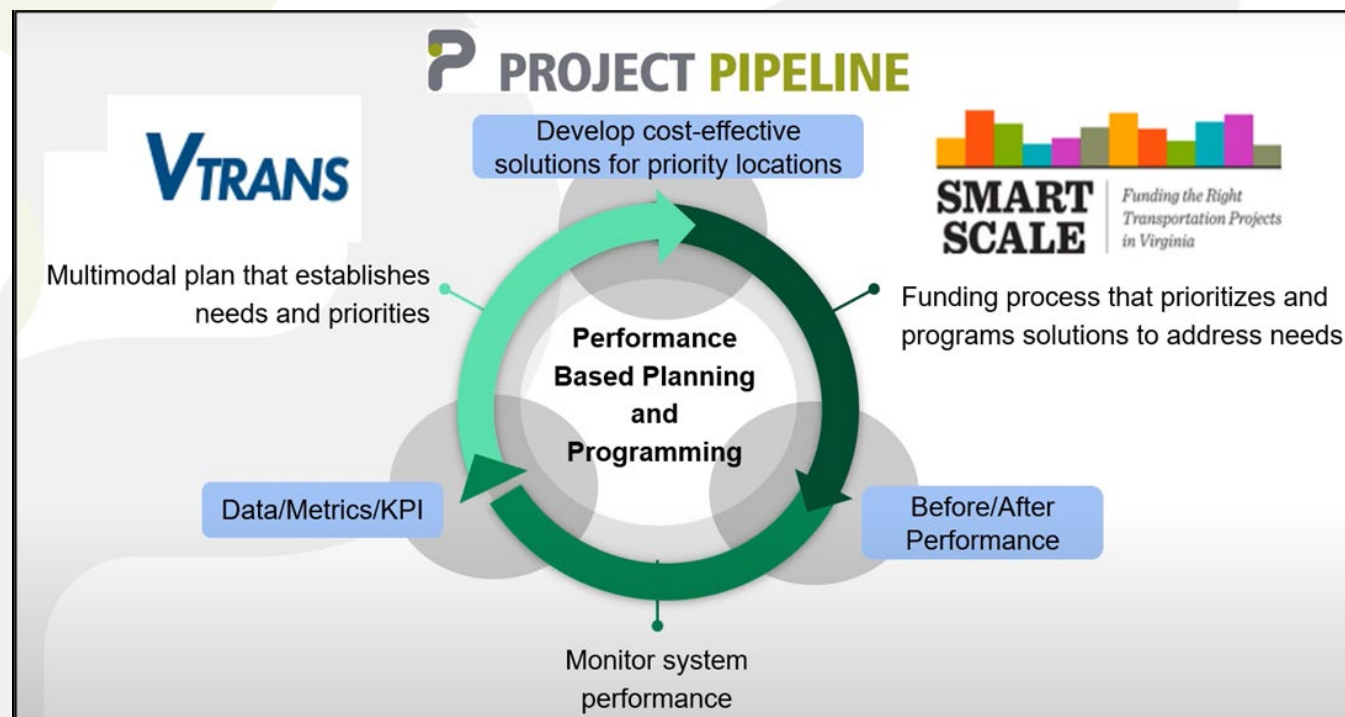 PROJECT PIPELINE
Develop cost-effective
solutions for priority locations
VTRANS
Multimodal plan that establishes
needs and priorities
SMART
SCALE
Funding the Right
Transportation Projects
in Virginia
Funding process that prioritizes and
programs solutions to address needs
Performance
Based Planning
and
Programming
Data/Metrics/KPI
Before/After
Performance
Monitor system
performance